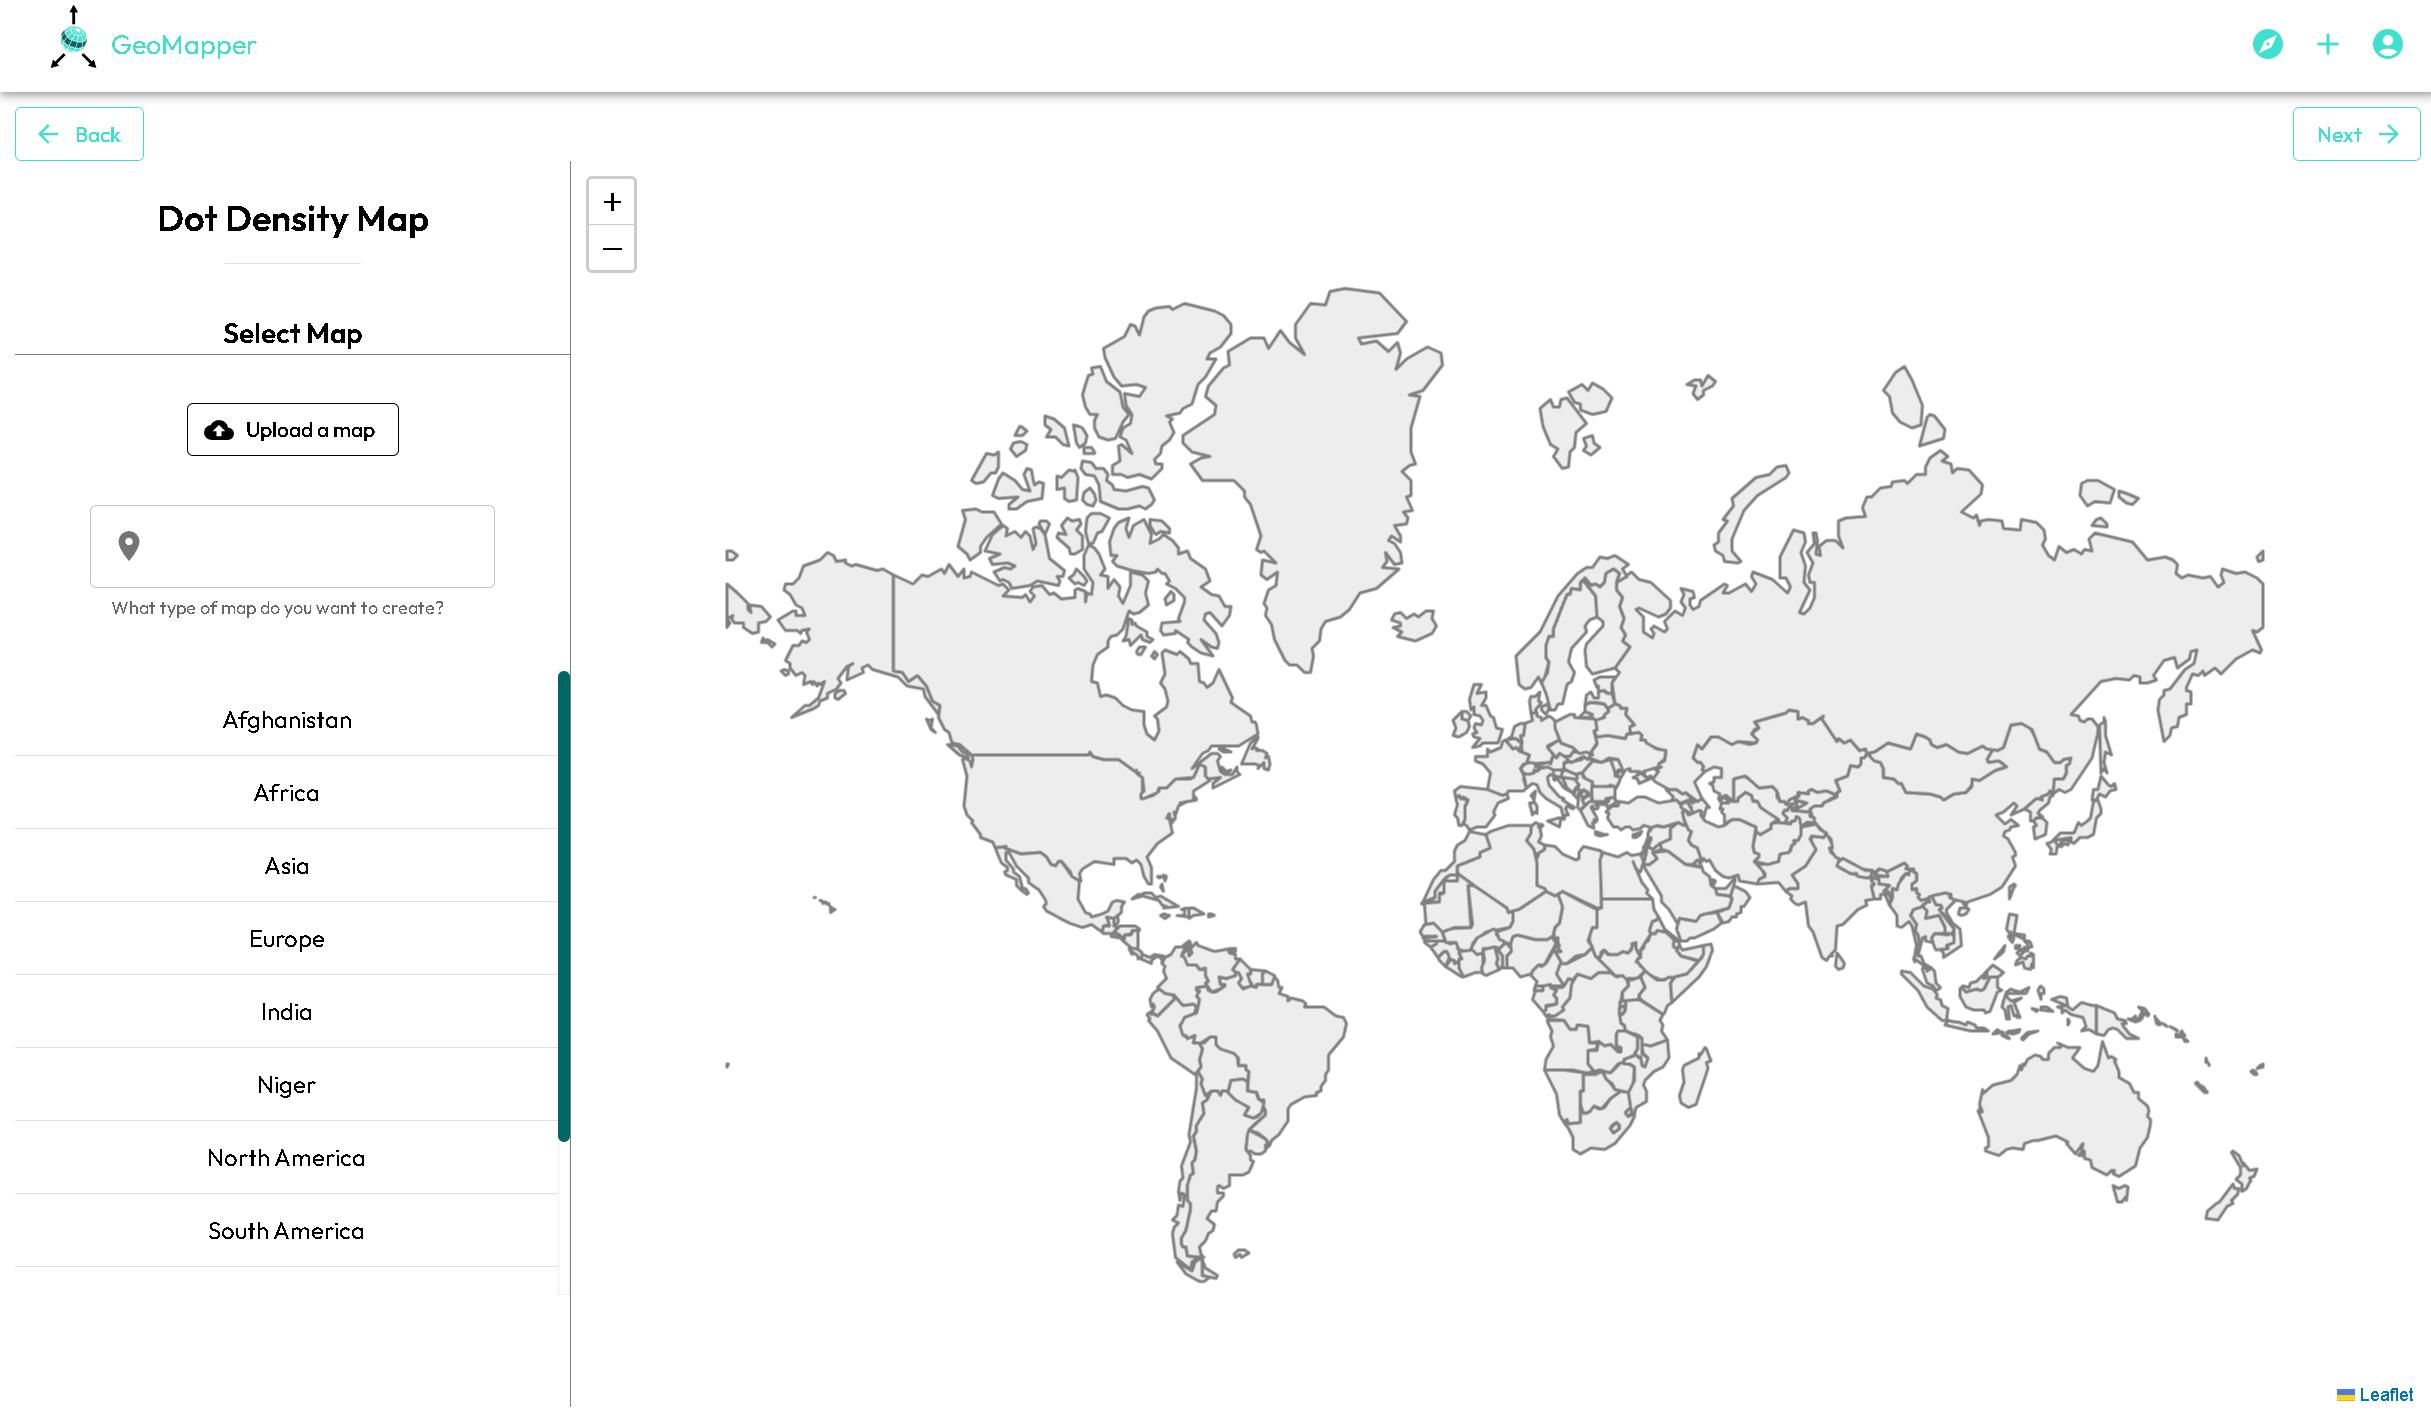 GeoMapper
Back
Next
Dot Density Map
Select Map
Upload a map
What type of map do you want to create?
Afghanistan
Africa
Asia
Europe
India
Niger
North America
South America
+
−
Leaflet